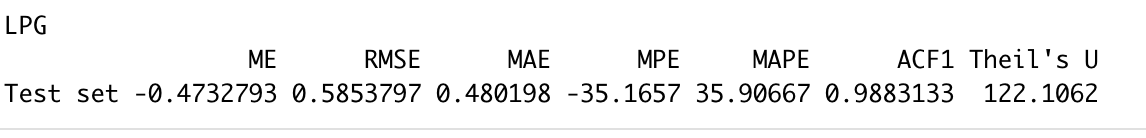 LPG
ME RMSE MAE MPE MAPE ACF1 Theil's U
Test set -0.4732793 0.5853797 0.480198 -35.1657 35.90667 0.9883133 122.1062